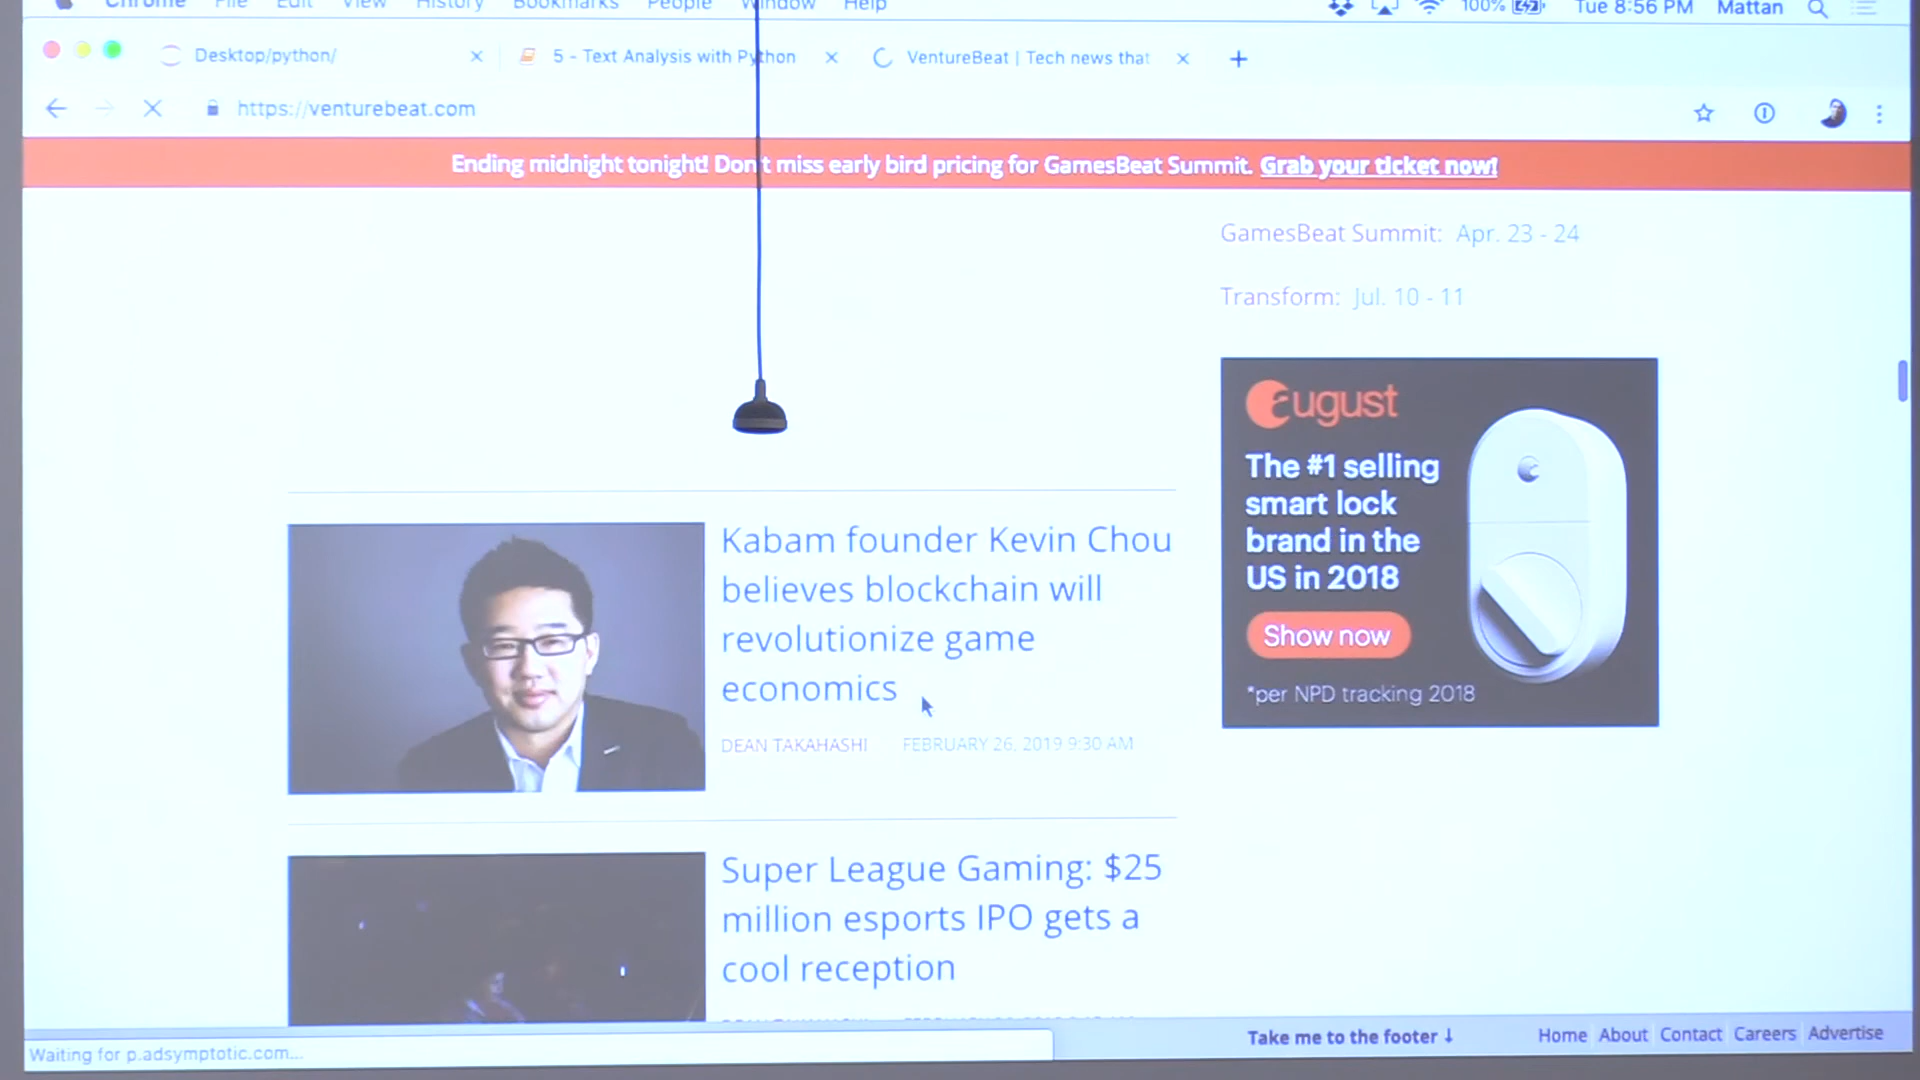 Chrome File Edit View History Bookmarks People Window Help 100% Tue 8:56 PM Mattan
Desktop/python/ 5 - Text Analysis with Python VentureBeat | Tech news that
https://venturebeat.com
Ending midnight tonight! Don't miss early bird pricing for GamesBeat Summit. Grab your ticket now!
GamesBeat Summit: Apr. 23 - 24
Transform: Jul. 10 - 11
august
The #1 selling
smart lock
brand in the
US in 2018
Show now
*per NPD tracking 2018
Kabam founder Kevin Chou
believes blockchain will
revolutionize game
economics
DEAN TAKAHASHI FEBRUARY 26, 2019 9:30 AM
Super League Gaming: $25
million esports IPO gets a
cool reception
Take me to the footer ↓ Home About Contact Careers Advertise
Waiting for p.adsymptotic.com...